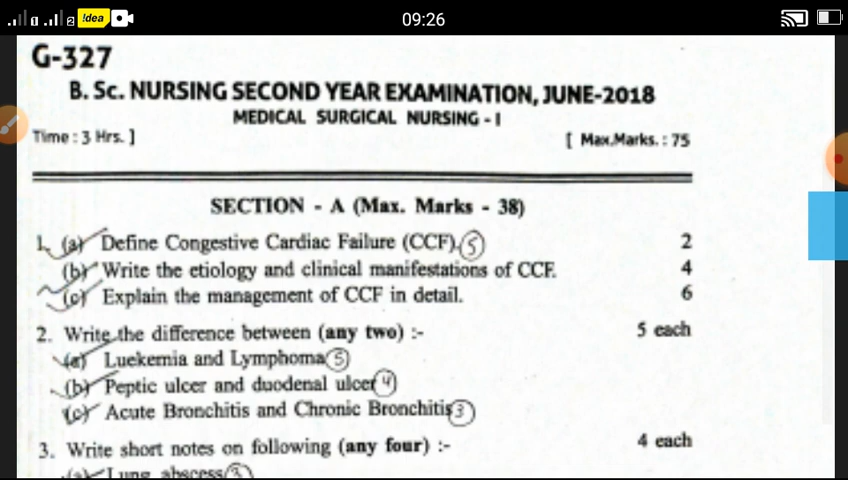 !dea 09:26
G-327
B. Sc. NURSING SECOND YEAR EXAMINATION, JUNE-2018
MEDICAL SURGICAL NURSING - I
Time : 3 Hrs. ] [ Max.Marks. : 75
SECTION - A (Max. Marks - 38)
1. (a) Define Congestive Cardiac Failure (CCF). 5 2
(b) Write the etiology and clinical manifestations of CCF. 4
(c) Explain the management of CCF in detail. 6
2. Write the difference between (any two) :- 5 each
(a) Luekemia and Lymphoma 5
(b) Peptic ulcer and duodenal ulcer 4
(c) Acute Bronchitis and Chronic Bronchitis 3
3. Write short notes on following (any four) :- 4 each
(a) Lung abscess 3